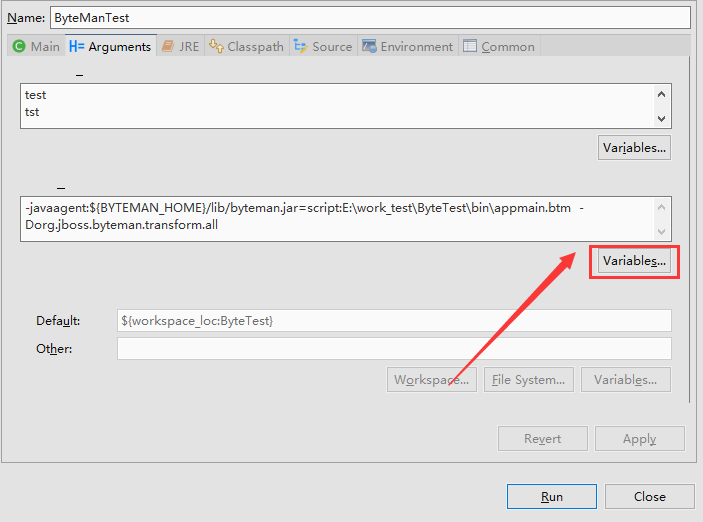 Name: ByteManTest
Main Arguments JRE Classpath Source Environment Common
test
tst
Variables...
-javaagent:${BYTEMAN_HOME}/lib/byteman.jar=script:E:\work_test\ByteTest\bin\appmain.btm -
Dorg.jboss.byteman.transform.all
Variables...
Default: ${workspace_loc:ByteTest}
Other:
Workspace... File System... Variables...
Revert Apply
Run Close